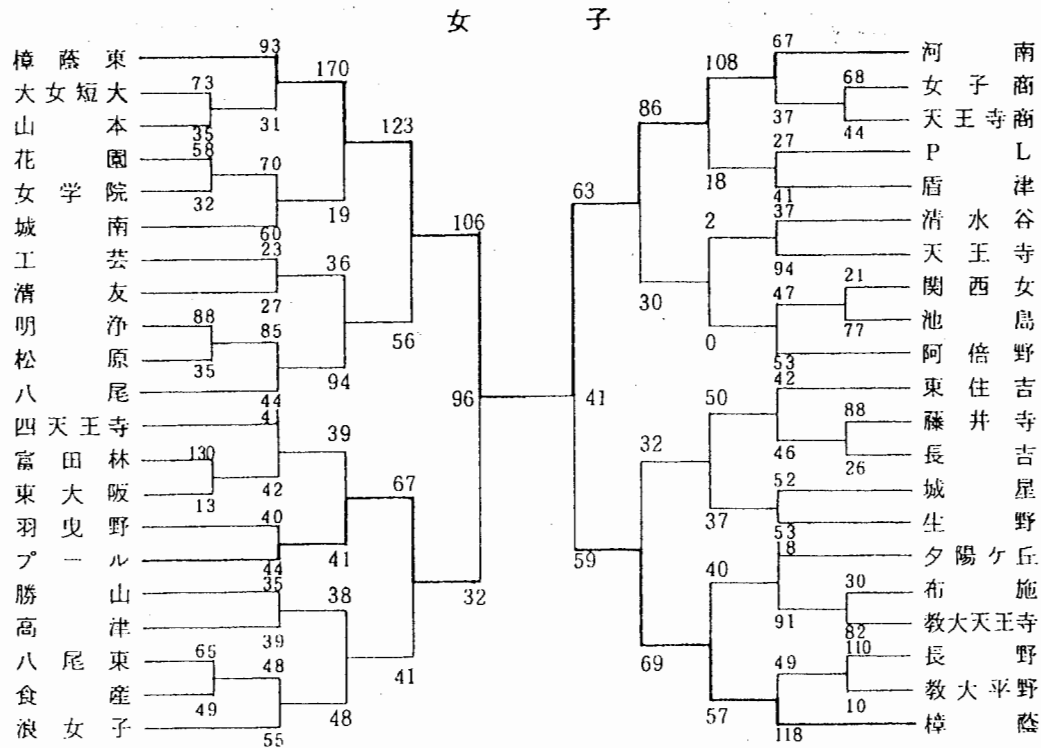 女子
樟蔭東
大女短大
山本
花園
女学院
城南
工芸
清友
明浄
松原
八尾
四天王寺
富田林
東大阪
羽曳野
プール
勝山
高津
八尾東
食産
浪女子
93
73
35
31
58
32
70
60
23
27
88
35
85
44
41
130
13
42
40
44
35
39
65
49
48
55
170
19
36
94
39
41
38
48
123
56
67
41
106
32
96
41
63
59
86
30
32
69
108
18
2
0
50
37
40
57
67
37
68
44
27
41
37
94
47
53
21
77
42
46
88
26
52
53
18
91
30
82
49
118
110
10
河南
女子商
天王寺商
PL
盾津
清水谷
天王寺
関西女
池島
阿倍野
東住吉
藤井寺
長吉
城星
生野
夕陽ケ丘
布施
教大天王寺
長野
教大平野
樟蔭